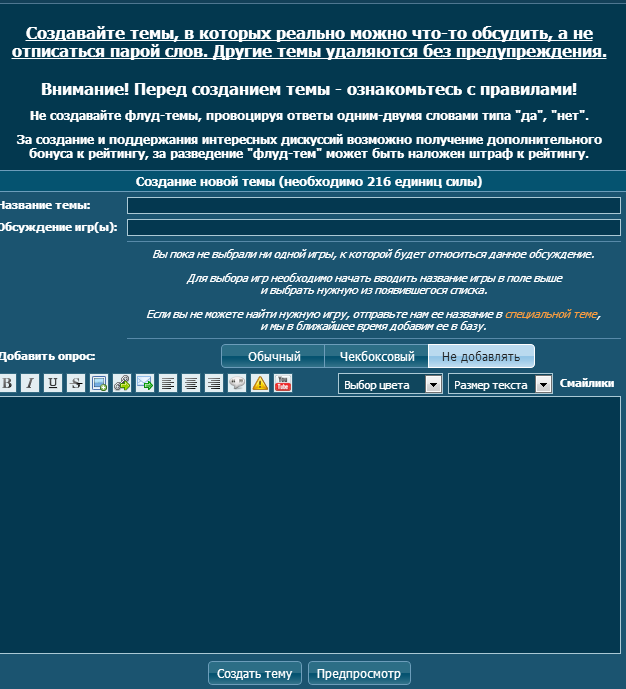 Создавайте темы, в которых реально можно что-то обсудить, а не
отписаться парой слов. Другие темы удаляются без предупреждения.
Внимание! Перед созданием темы - ознакомьтесь с правилами!
Не создавайте флуд-темы, провоцируя ответы одним-двумя словами типа "да", "нет".
За создание и поддержания интересных дискуссий возможно получение дополнительного
бонуса к рейтингу, за разведение "флуд-тем" может быть наложен штраф к рейтингу.
Создание новой темы (необходимо 216 единиц силы)
Название темы:
Обсуждение игр(ы):
Вы пока не выбрали ни одной игры, к которой будет относиться данное обсуждение.
Для выбора игр необходимо начать вводить название игры в поле выше
и выбрать нужную из появившегося списка.
Если вы не можете найти нужную игру, отправьте нам ее название в специальной теме,
и мы в ближайшее время добавим ее в базу.
Добавить опрос: Обычный Чекбоксовый Не добавлять
B I U S You Tube Выбор цвета Размер текста Смайлики
Создать тему Предпросмотр